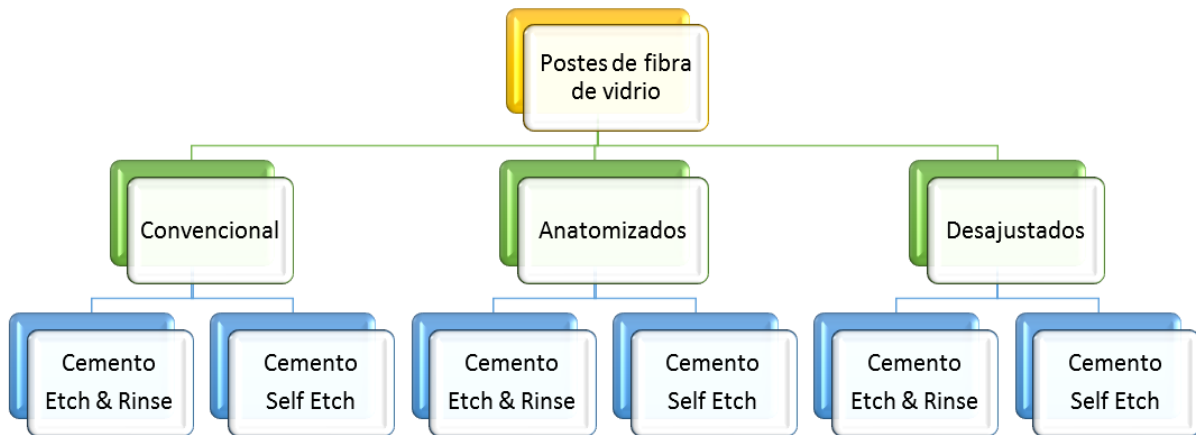 Postes de fibra
de vidrio
Convencional
Anatomizados
Desajustados
Cemento
Etch & Rinse
Cemento
Self Etch
Cemento
Etch & Rinse
Cemento
Self Etch
Cemento
Etch & Rinse
Cemento
Self Etch